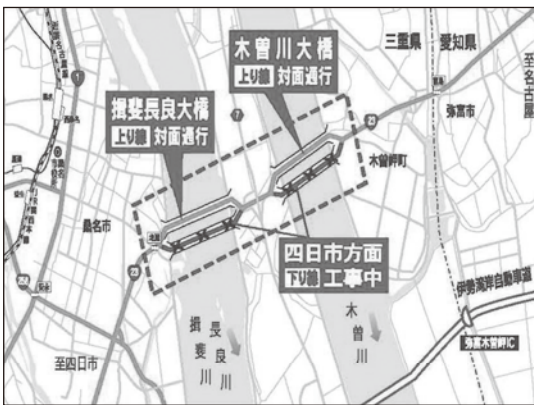 木曽川大橋
上り線 対面通行
揖斐長良大橋
上り線 対面通行
三重県
愛知県
至名古屋
弥富市
木曽岬町
桑名市
四日市方面
下り線 工事中
伊勢湾岸自動車道
弥富木曽岬IC
至四日市
揖斐川
長良川
木曽川
1
23
23
258